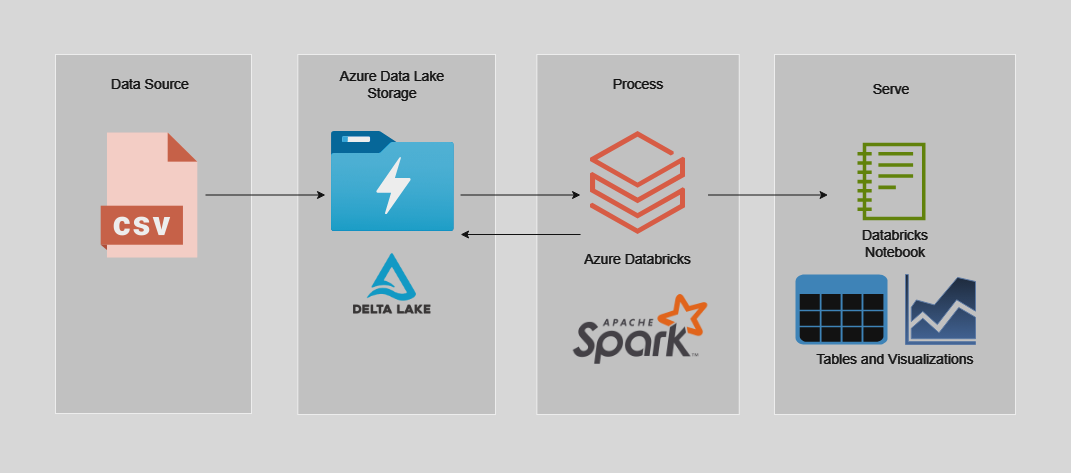 Data Source
CSV
Azure Data Lake
Storage
DELTA LAKE
Process
Azure Databricks
APACHE
Spark™
Serve
Databricks
Notebook
Tables and Visualizations